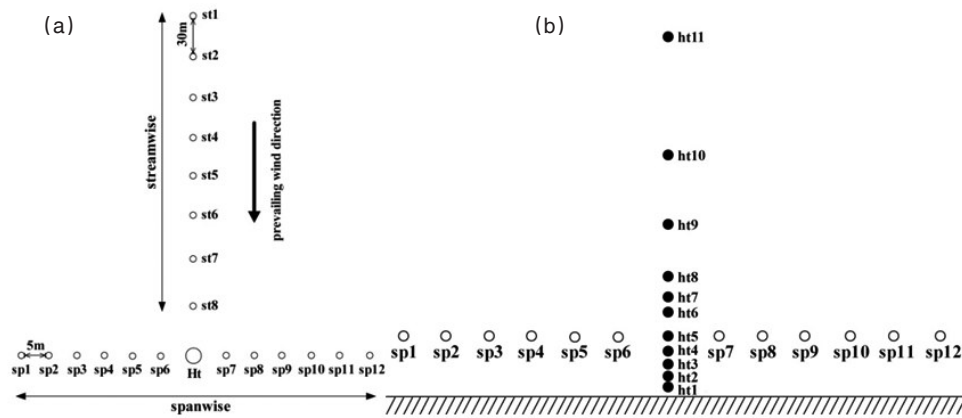 (a)
st1
30m
st2
st3
st4
st5
st6
st7
st8
streamwise
prevailing wind direction
5m
sp1 sp2 sp3 sp4 sp5 sp6 Ht sp7 sp8 sp9 sp10 sp11 sp12
spanwise
(b)
ht11
ht10
ht9
ht8
ht7
ht6
ht5
ht4
ht3
ht2
ht1
sp1 sp2 sp3 sp4 sp5 sp6 sp7 sp8 sp9 sp10 sp11 sp12